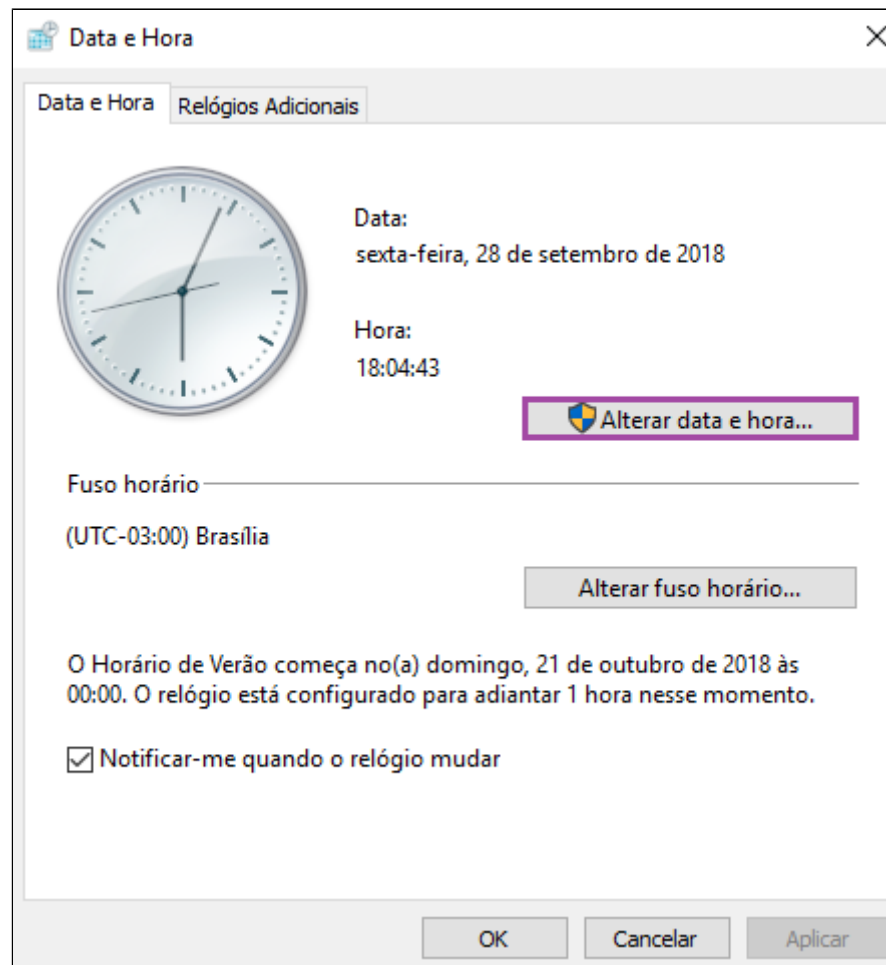 Data e Hora
Data e Hora
Relógios Adicionais
Data:
sexta-feira, 28 de setembro de 2018
Hora:
18:04:43
Alterar data e hora...
Fuso horário
(UTC-03:00) Brasília
Alterar fuso horário...
O Horário de Verão começa no(a) domingo, 21 de outubro de 2018 às
00:00. O relógio está configurado para adiantar 1 hora nesse momento.
Notificar-me quando o relógio mudar
OK
Cancelar
Aplicar